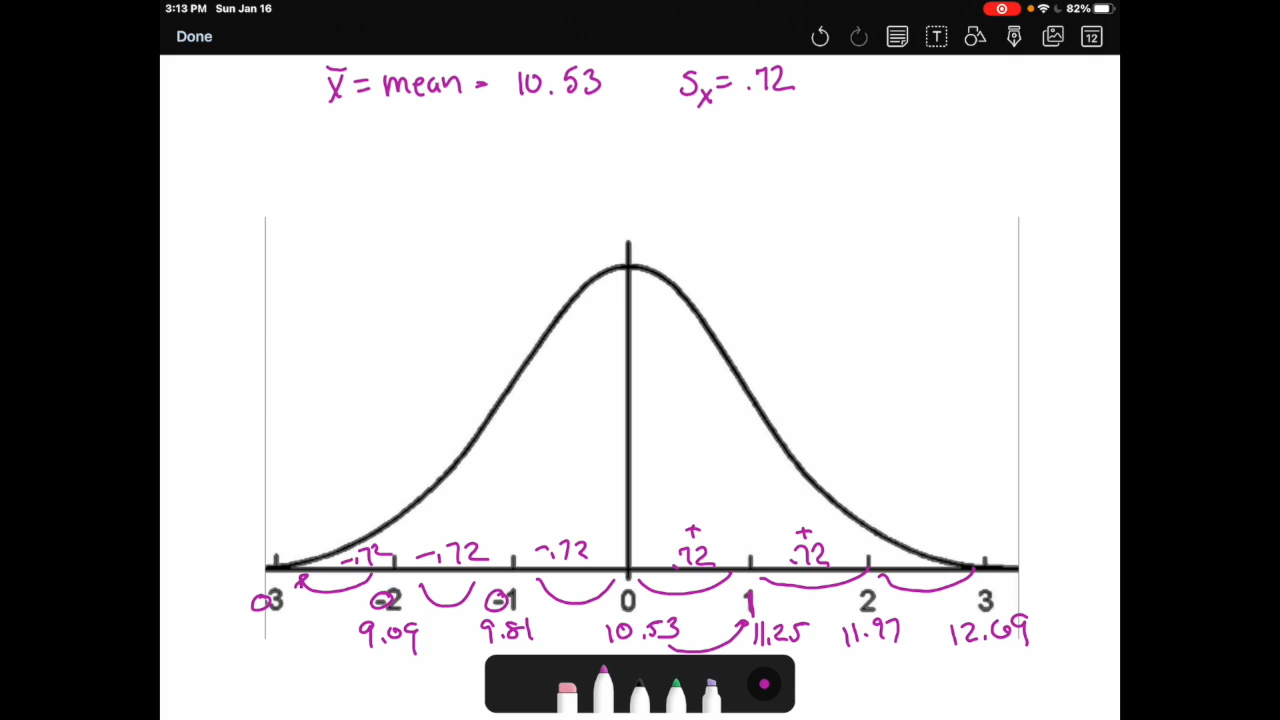 3:13 PM Sun Jan 16 82%
Done T 12
x̄ = mean = 10.53 Sx = .72
+ +
-.72 -.72 -.72 .72 .72
-3 -2 -1 0 1 2 3
9.09 9.81 10.53 11.25 11.97 12.69